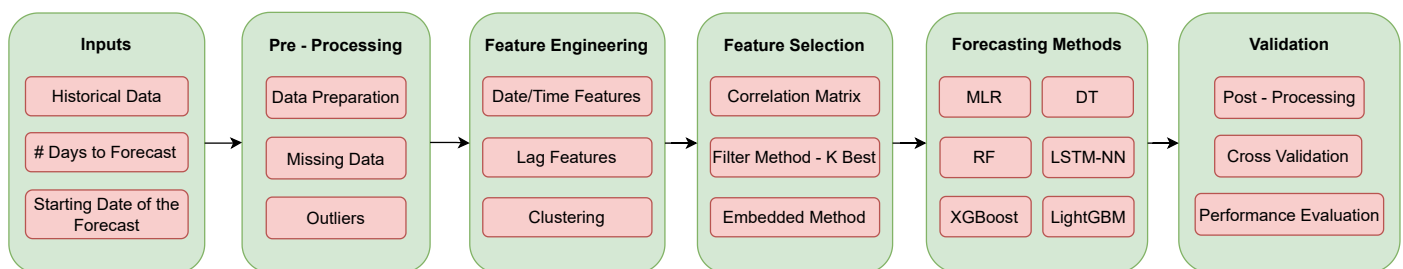 Inputs
Historical Data
# Days to Forecast
Starting Date of the
Forecast
Pre - Processing
Data Preparation
Missing Data
Outliers
Feature Engineering
Date/Time Features
Lag Features
Clustering
Feature Selection
Correlation Matrix
Filter Method - K Best
Embedded Method
Forecasting Methods
MLR
DT
RF
LSTM-NN
XGBoost
LightGBM
Validation
Post - Processing
Cross Validation
Performance Evaluation